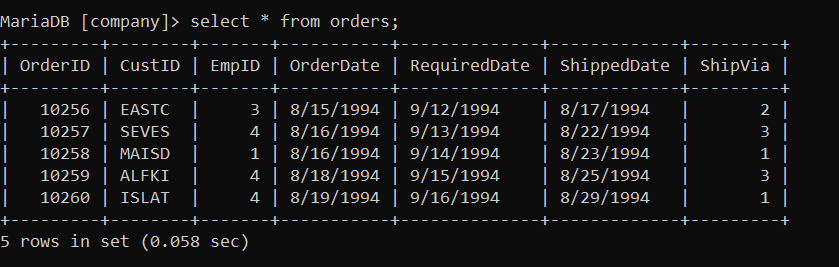 MariaDB [company]> select * from orders;
+---------+--------+-------+-----------+--------------+-------------+---------+
| OrderID | CustID | EmpID | OrderDate | RequiredDate | ShippedDate | ShipVia |
+---------+--------+-------+-----------+--------------+-------------+---------+
|   10256 | EASTC  |     3 | 8/15/1994 | 9/12/1994    | 8/17/1994   |       2 |
|   10257 | SEVES  |     4 | 8/16/1994 | 9/13/1994    | 8/22/1994   |       3 |
|   10258 | MAISD  |     1 | 8/16/1994 | 9/14/1994    | 8/23/1994   |       1 |
|   10259 | ALFKI  |     4 | 8/18/1994 | 9/15/1994    | 8/25/1994   |       3 |
|   10260 | ISLAT  |     4 | 8/19/1994 | 9/16/1994    | 8/29/1994   |       1 |
+---------+--------+-------+-----------+--------------+-------------+---------+
5 rows in set (0.058 sec)